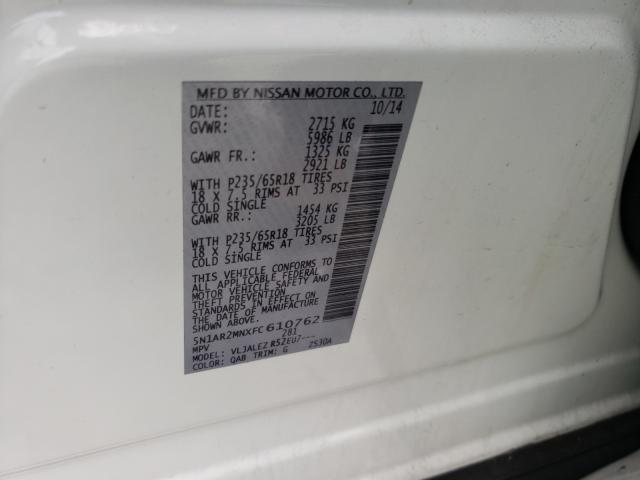 MFD BY NISSAN MOTOR CO., LTD.
DATE: 10/14
GVWR: 2715 KG
5986 LB
GAWR FR.: 1325 KG
2921 LB
WITH P235/65R18 TIRES
18 X 7.5 RIMS AT 33 PSI
COLD SINGLE
GAWR RR.: 1454 KG
3205 LB
WITH P235/65R18 TIRES
18 X 7.5 RIMS AT 33 PSI
COLD SINGLE
THIS VEHICLE CONFORMS TO
ALL APPLICABLE FEDERAL
MOTOR VEHICLE SAFETY AND
THEFT PREVENTION
STANDARDS IN EFFECT ON
THE DATE OF MANUFACTURE
5N1AR2MNXFC610762
MPV 281
MODEL: VLJALE2 R52EU7---
COLOR: QAB TRIM: G 2530A